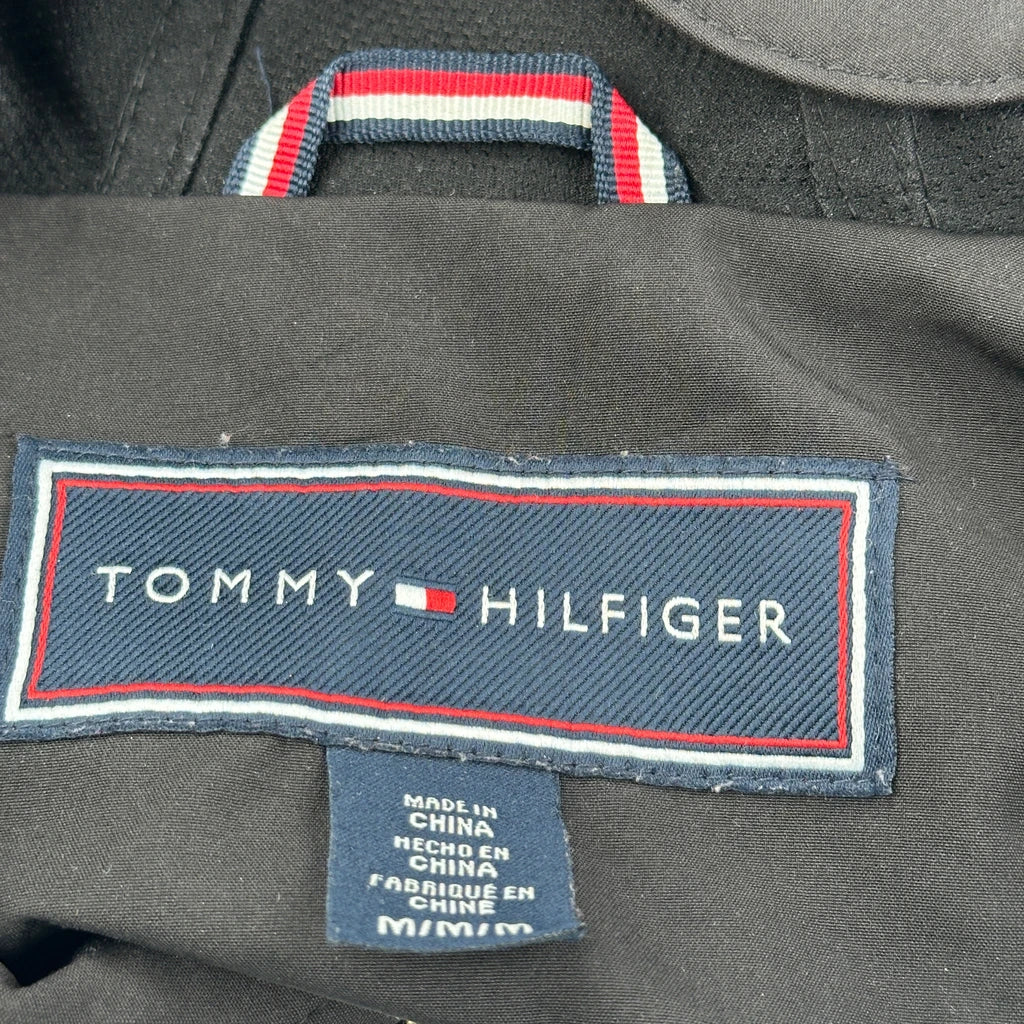 TOMMY HILFIGER
MADE IN
CHINA
HECHO EN
CHINA
FABRIQUÉ EN
CHINE
M/M/M